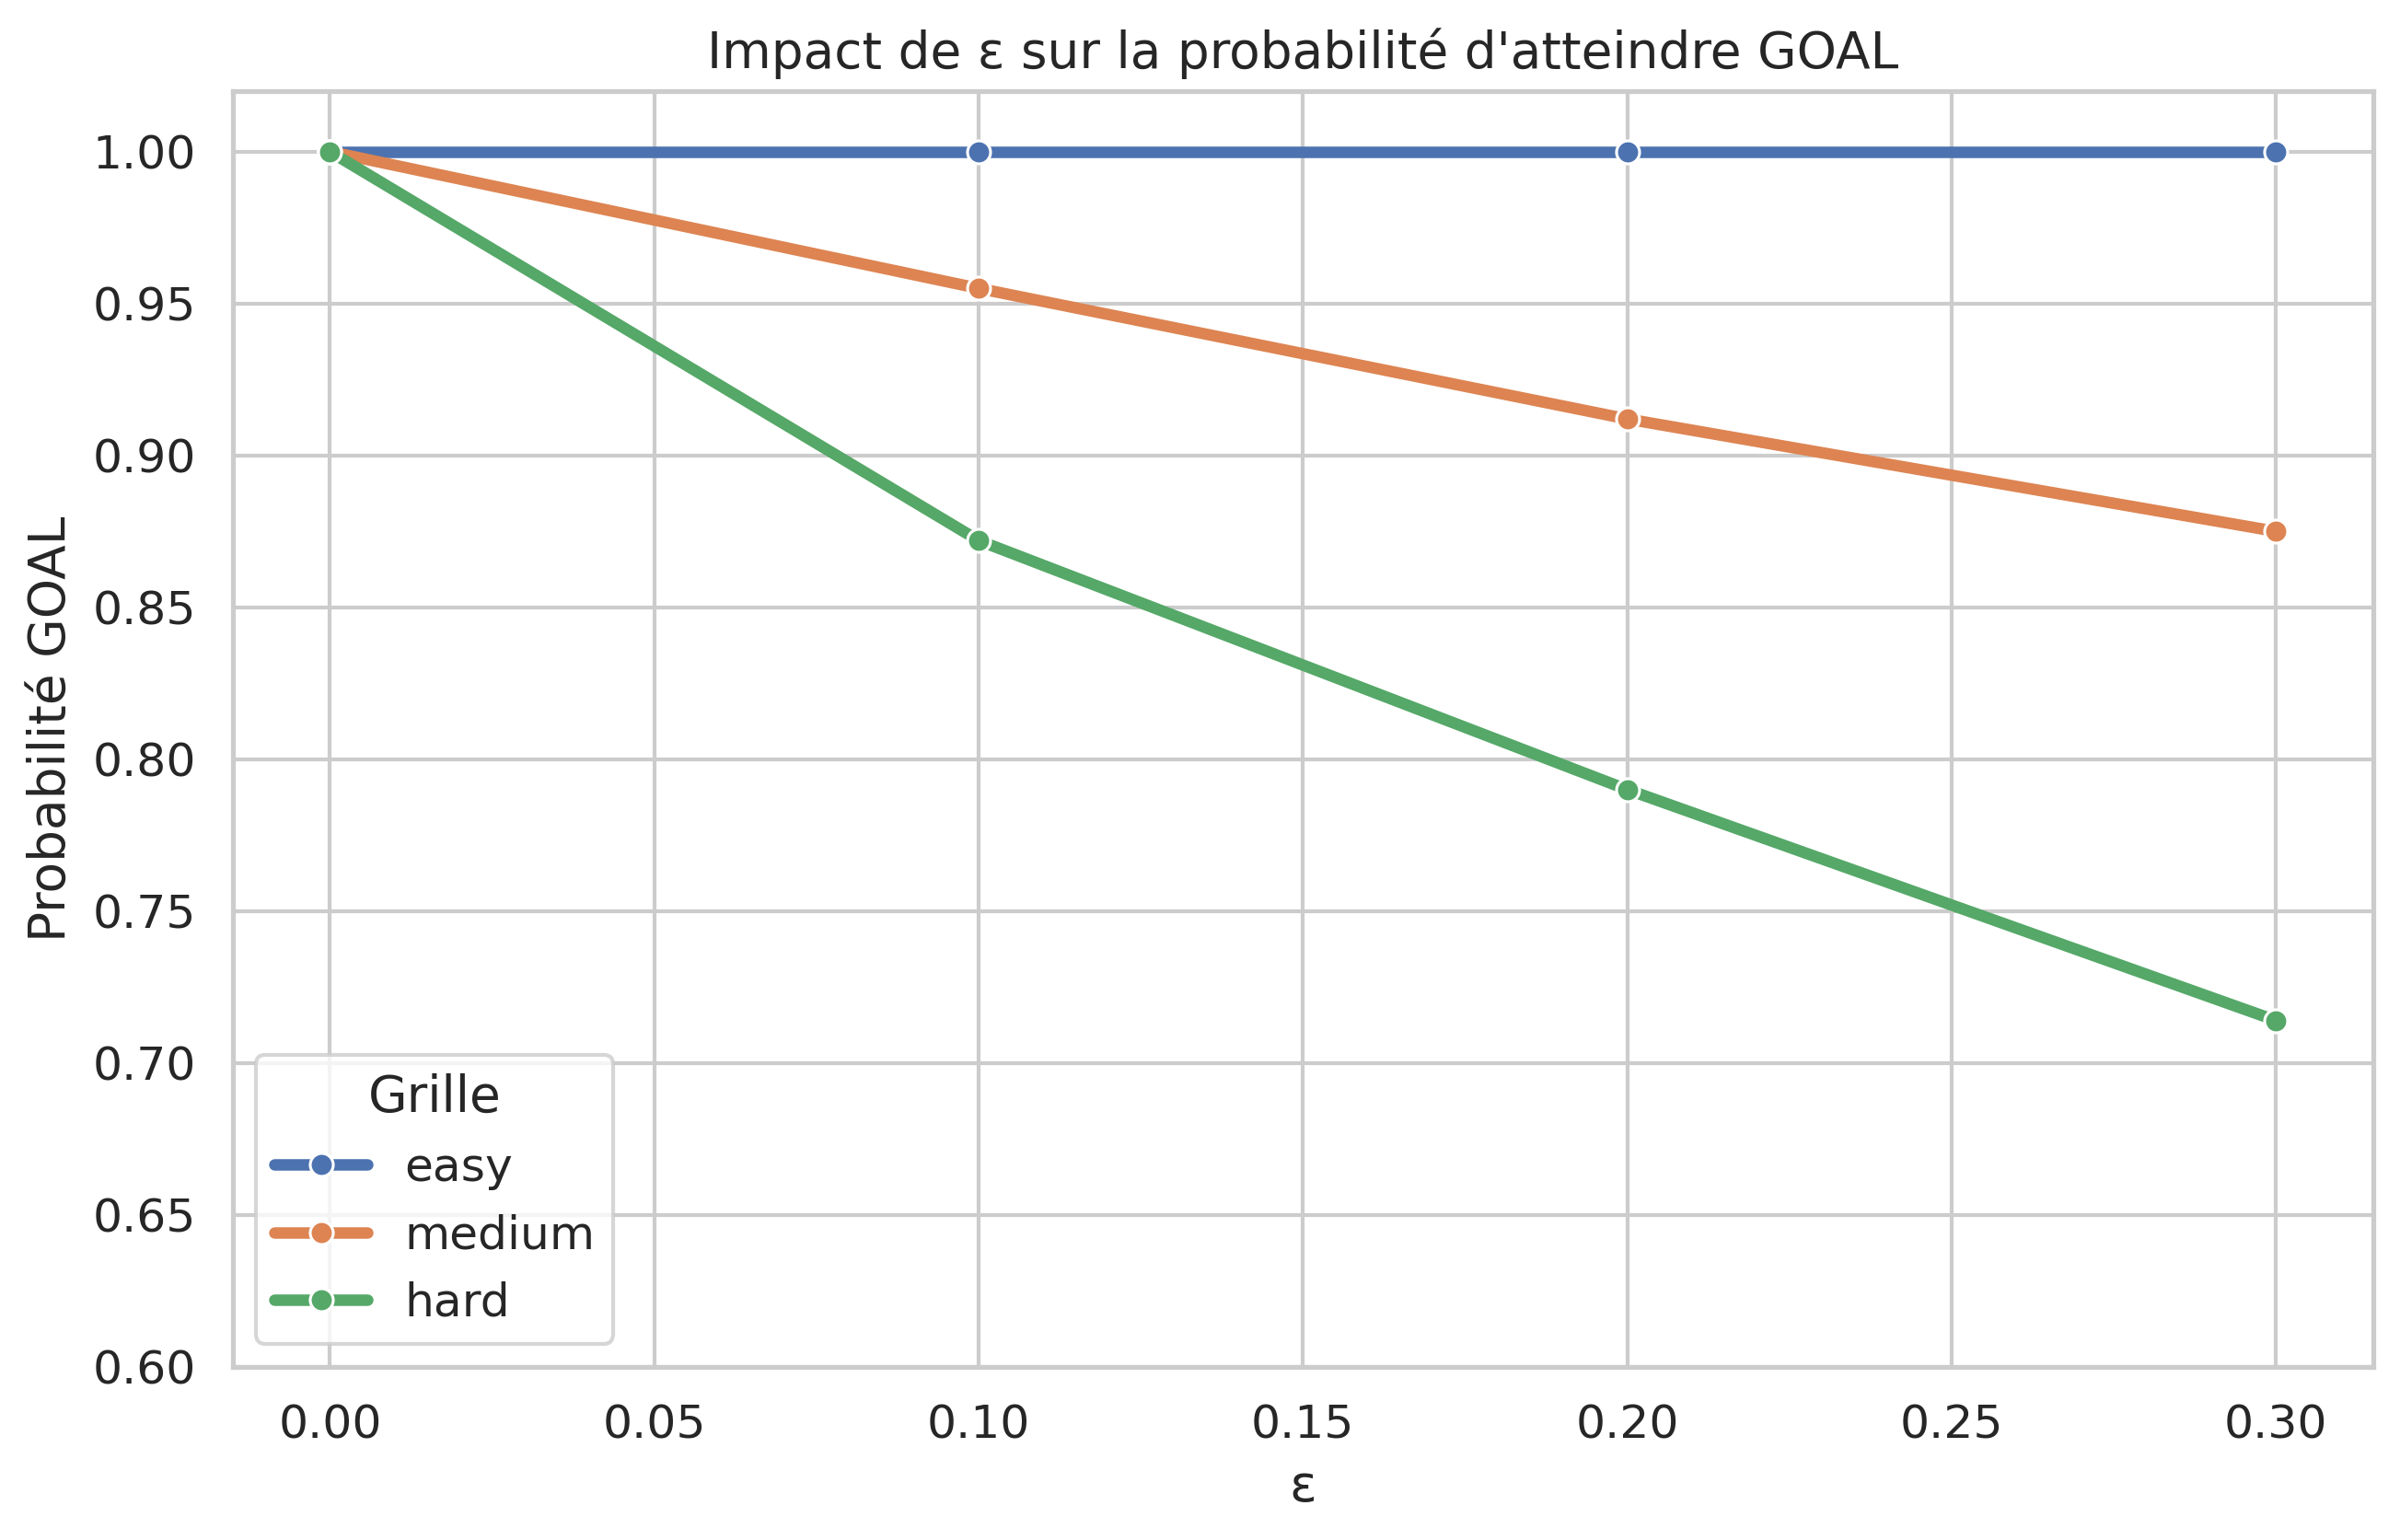 Impact de ε sur la probabilité d'atteindre GOAL
Probabilité GOAL
1.00
0.95
0.90
0.85
0.80
0.75
0.70
0.65
0.60
Grille
easy
medium
hard
0.00 0.05 0.10 0.15 0.20 0.25 0.30
ε